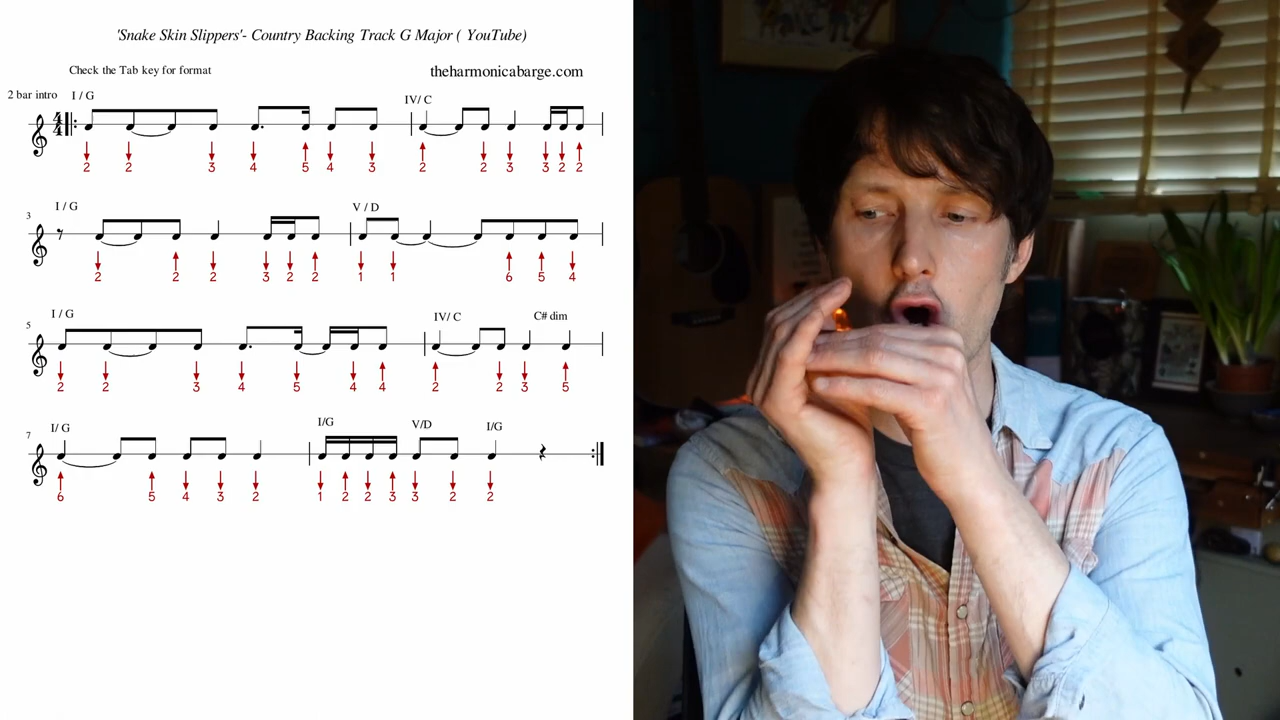 'Snake Skin Slippers'- Country Backing Track G Major ( YouTube)
Check the Tab key for format
theharmonicabarge.com
2 bar intro I / G IV/ C
4 4
2 2 3 4 5 4 3 2 2 3 3 2 2
3 I / G V / D
2 2 2 3 2 2 1 1 6 5 4
5 I / G IV/ C C# dim
2 2 3 4 5 4 4 2 2 3 5
7 I/ G I/G V/D I/G
6 5 4 3 2 1 2 2 3 3 2 2